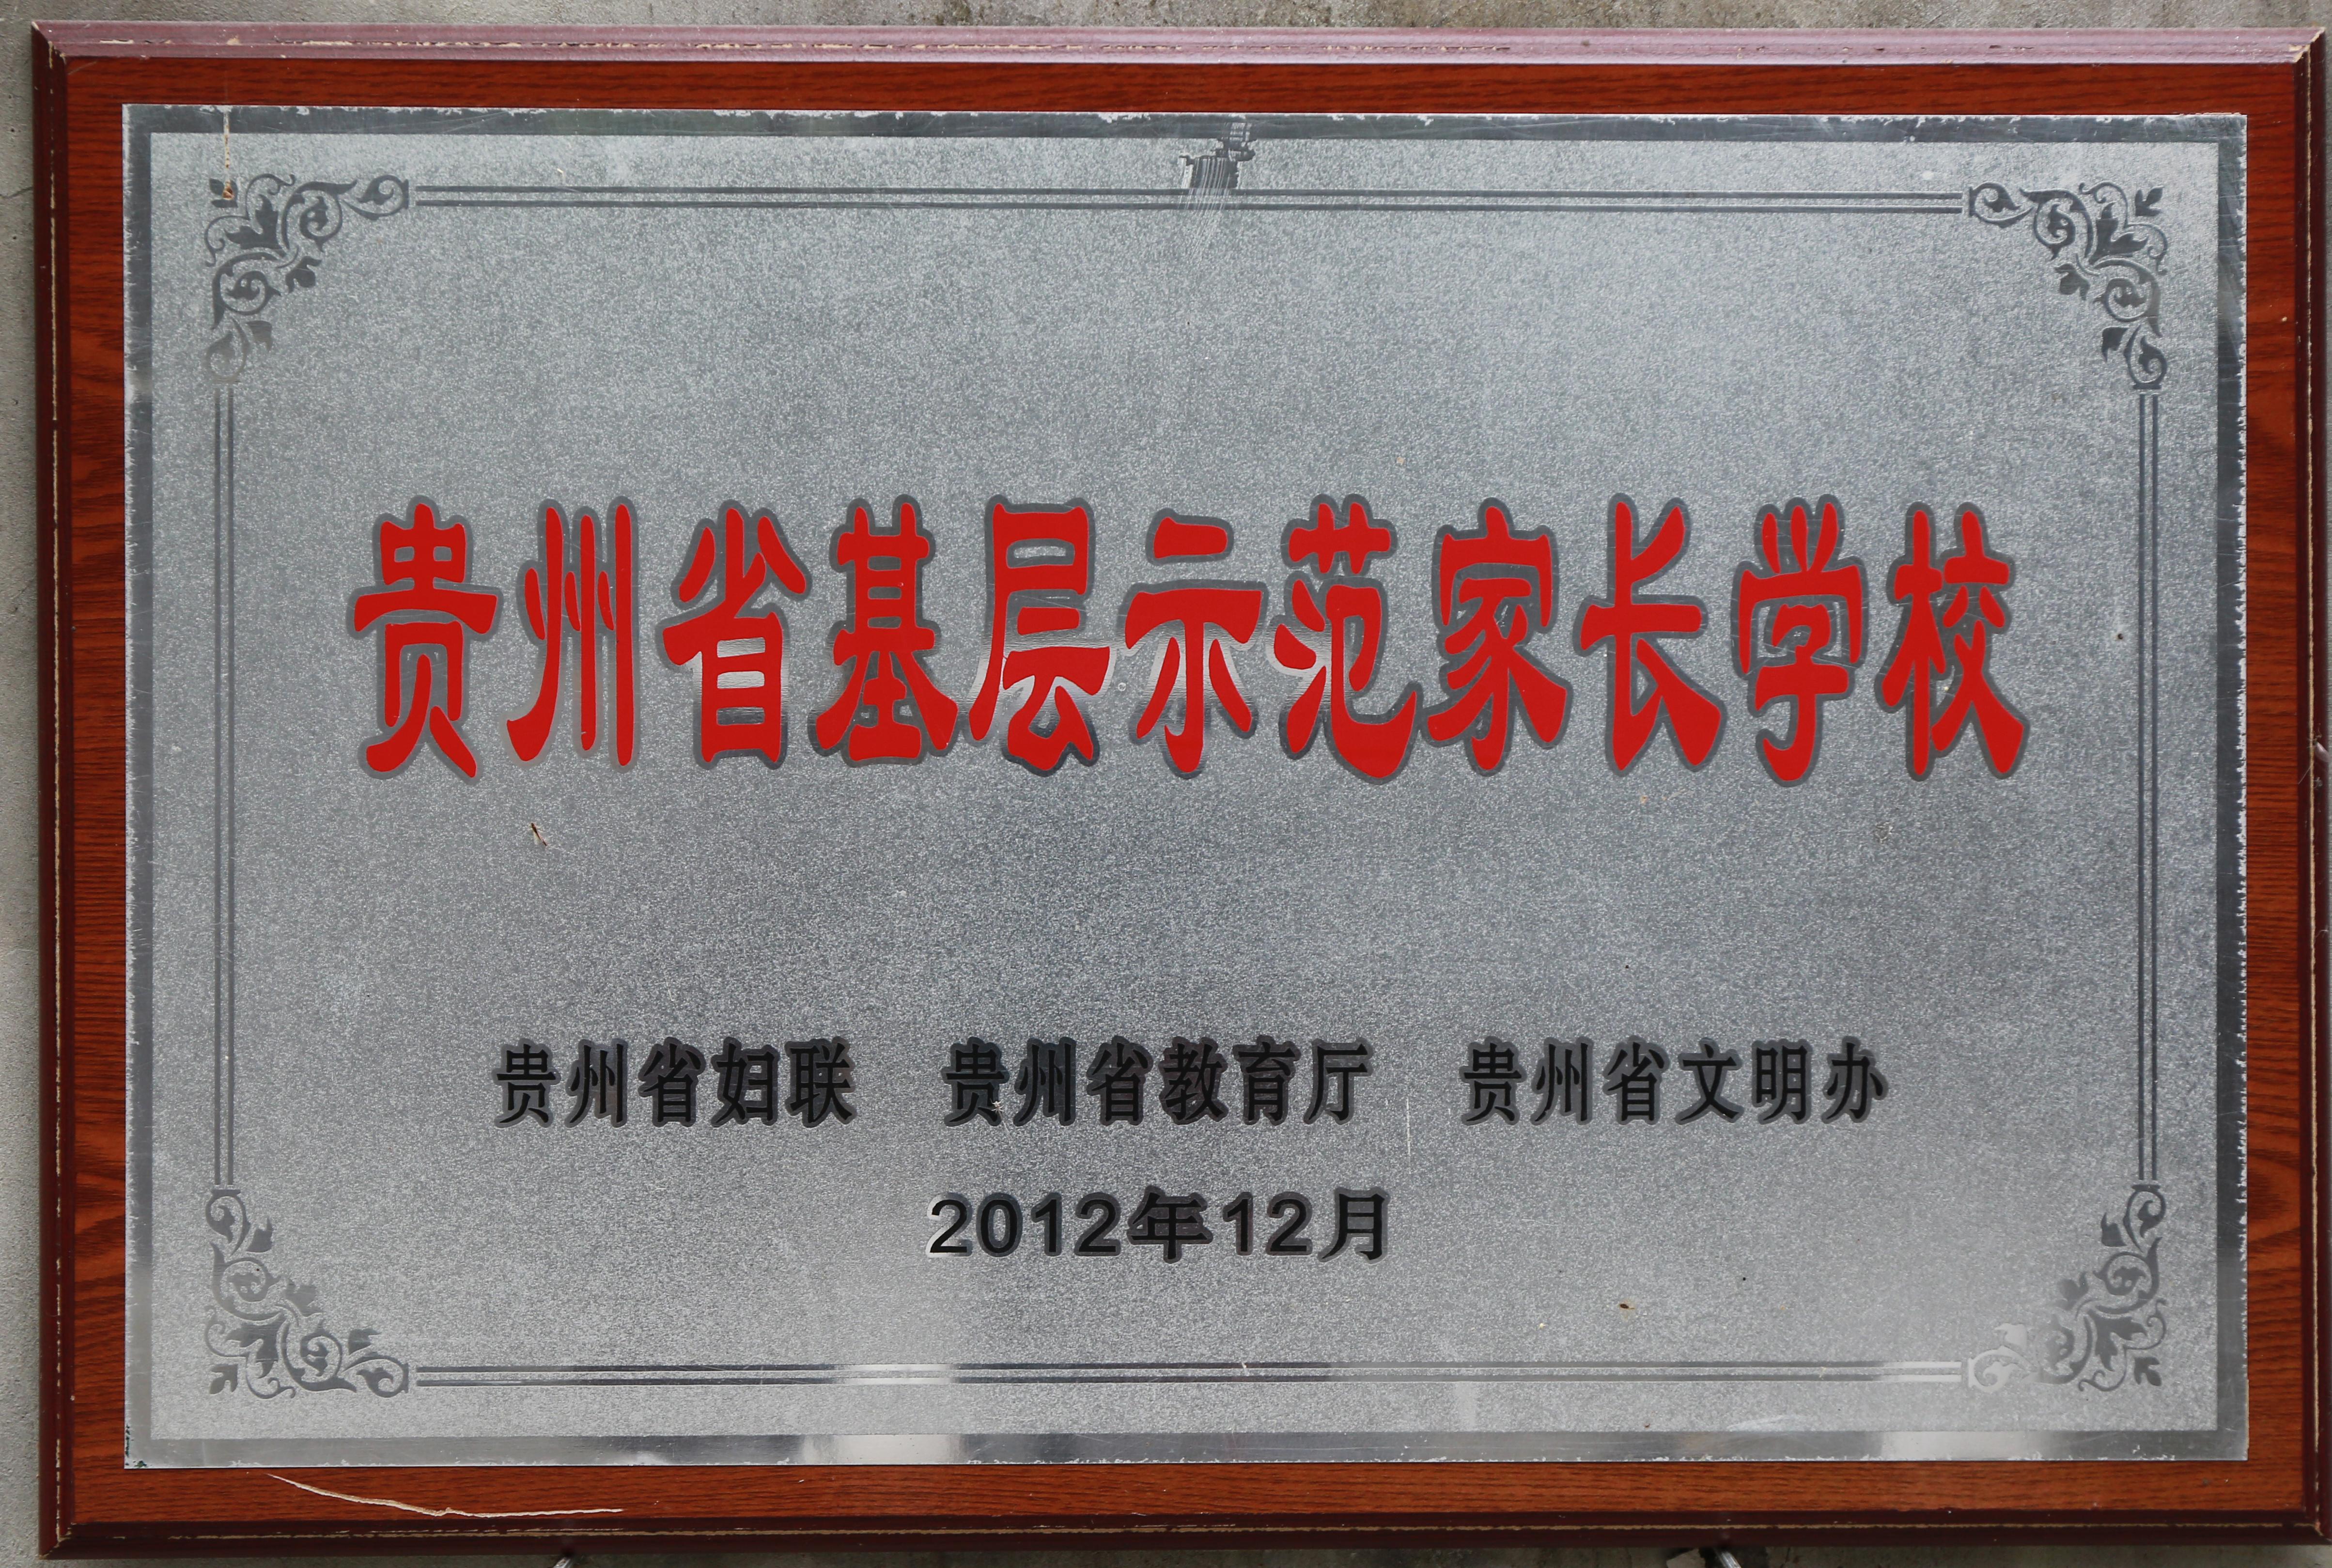 贵州省基层示范家长学校
贵州省妇联 贵州省教育厅 贵州省文明办
2012年12月